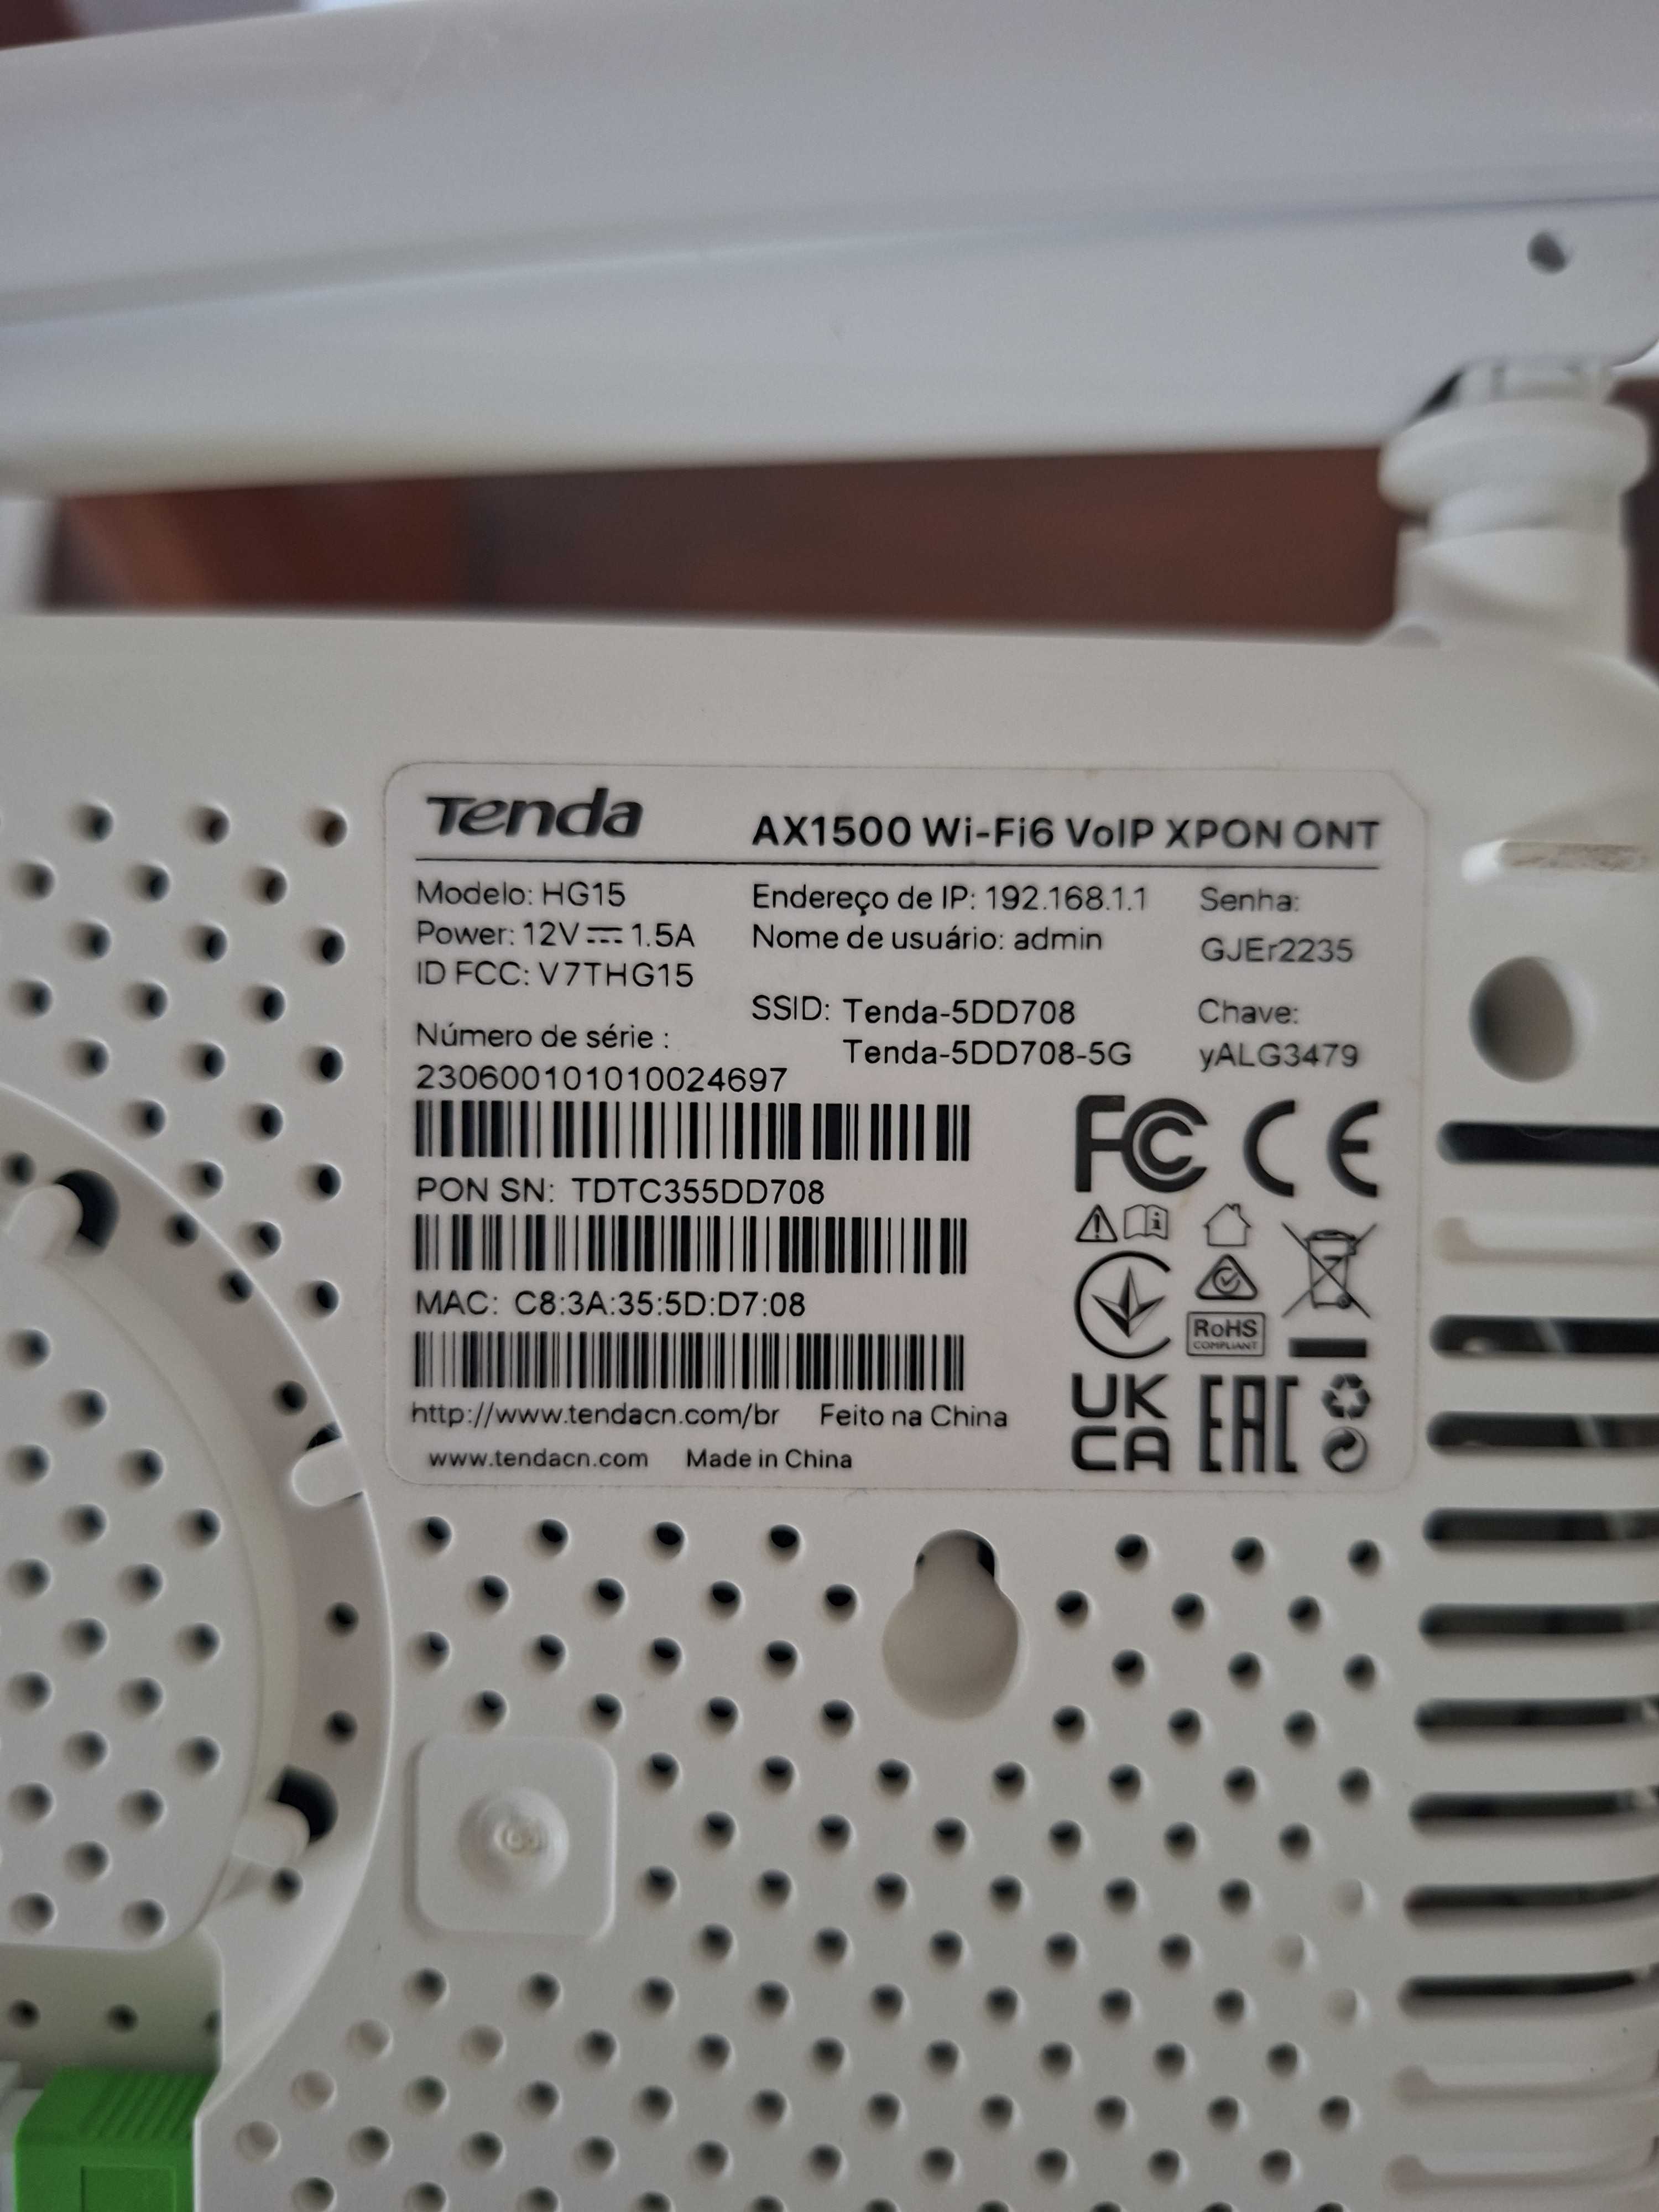 Tenda AX1500 Wi-Fi6 VoIP XPON ONT
Modelo: HG15
Power: 12V 1.5A
ID FCC: V7THG15
Endereço de IP: 192.168.1.1
Nome de usuário: admin
Senha:
GJEr2235
SSID: Tenda-5DD708
Tenda-5DD708-5G
Chave:
yALG3479
Número de série :
230600101010024697
PON SN: TDTC355DD708
MAC: C8:3A:35:5D:D7:08
http://www.tendacn.com/br Feito na China
www.tendacn.com Made in China
FC CE
RoHS
COMPLIANT
UK
CA
EAC